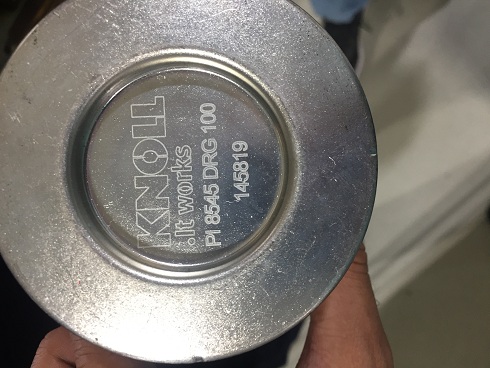 KNOLL
.It works
PI 8545 DRG 100
145819